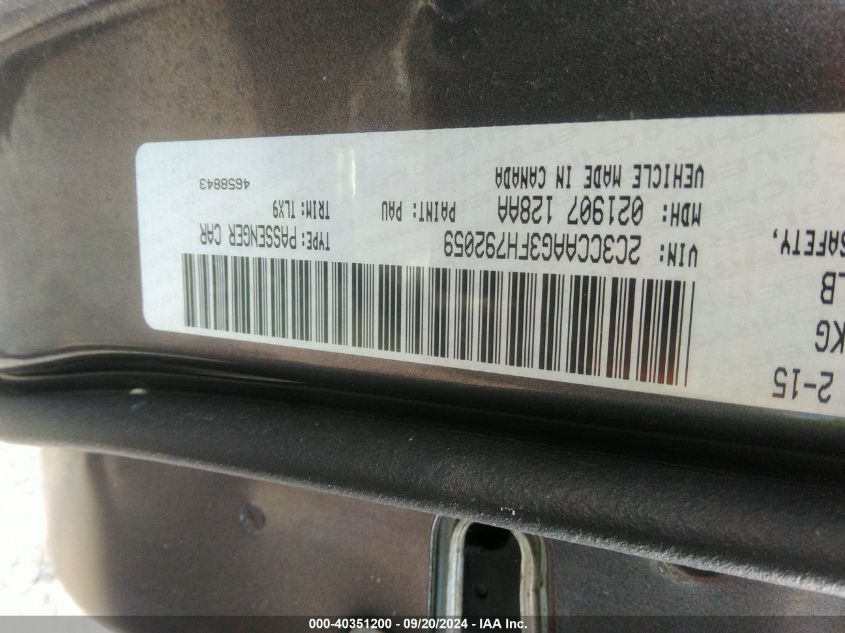 2-15
KG
LB
SAFETY,
VIN: 2C3CCAAG3FH792059 TYPE: PASSENGER CAR
MDH: 021907 128AA PAINT: PAU TRIM: TLX9
VEHICLE MADE IN CANADA 4658843
000-40351200 - 09/20/2024 - IAA Inc.